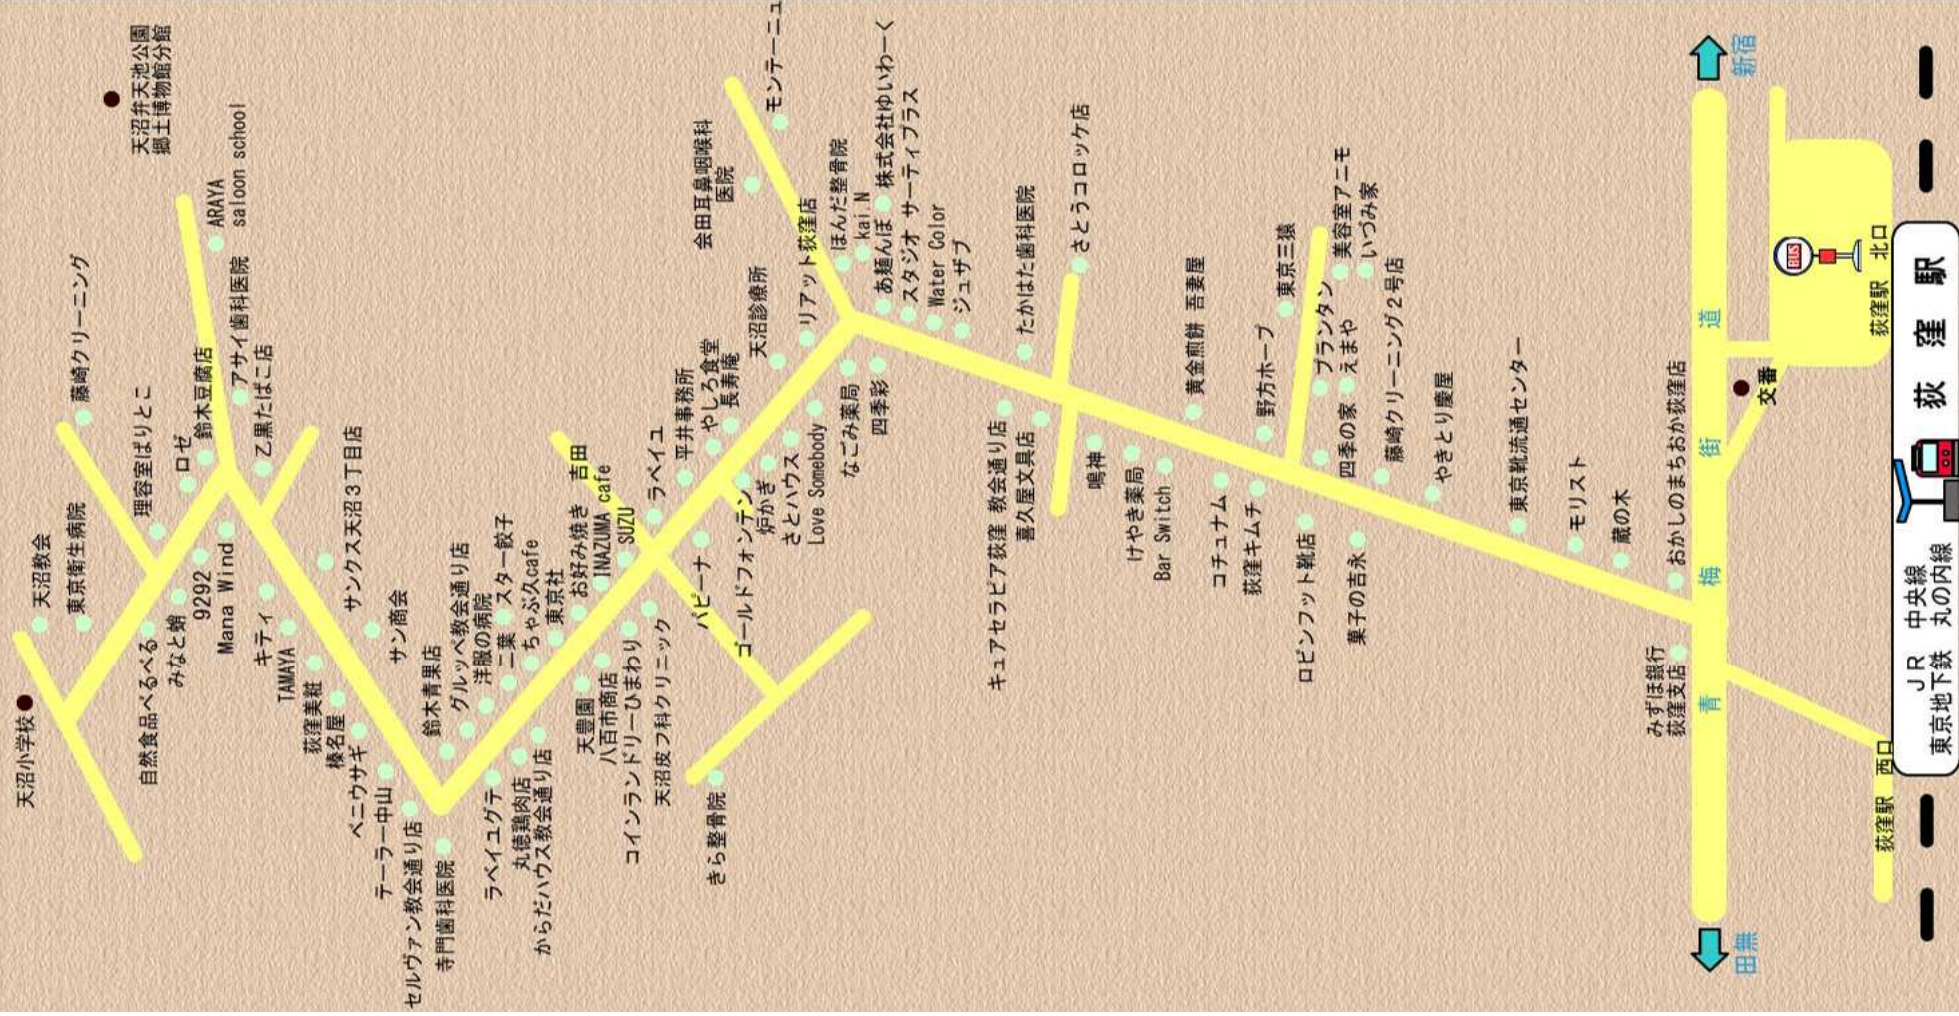 天沼弁天池公園
郷土博物館分館
天沼小学校
天沼教会
東京衛生病院
藤崎クリーニング
理容室ぱりとこ
ロゼ
鈴木豆腐店
ARAYA
saloon school
アサイ歯科医院
乙黒たばこ店
自然食品べるべる
みなと蛸
9292
Mana Wind
キティ
TAMAYA
荻窪美粧
榛名屋
ベニウサギ
テーラー中山
セルヴァン教会通り店
寺門歯科医院
サンクス天沼3丁目店
サン商会
鈴木青果店
グルッペ教会通り店
洋服の病院
二葉
スター餃子
ちゃぶ久cafe
東京社
お好み焼き 吉田
INAZUMA cafe
SUZU
ラベイユ
平井事務所
やしろ食堂
長寿庵
天沼診療所
リアット荻窪店
会田耳鼻咽喉科
医院
モンテーニュ
ラベイユグテ
丸徳鶏肉店
からだハウス教会通り店
天豊園
八百市商店
コインランドリーひまわり
天沼皮フ科クリニック
きら整骨院
パピーナ
ゴールドフォンテン
炉かぎ
さとハウス
Love Somebody
なごみ薬局
四季彩
ほんだ整骨院
kai.N
あ麺んぼ
株式会社ゆいわーく
スタジオ サーティプラス
Water Color
ジュザブ
たかはた歯科医院
さとうコロッケ店
キュアセラピア荻窪 教会通り店
喜久屋文具店
鳴神
けやき薬局
Bar Switch
コチュナム
荻窪キムチ
ロビンフット靴店
菓子の吉永
黄金煎餅 吾妻屋
野方ホープ
東京三猿
プランタン
美容室アニモ
いづみ家
四季の家 えまや
藤崎クリーニング2号店
やきとり慶屋
東京靴流通センター
モリスト
蔵の木
おかしのまちおか荻窪店
みずほ銀行
荻窪支店
青梅街道
新宿
田無
交番
BUS
荻窪駅 北口
荻窪駅 西口
JR 中央線
東京地下鉄 丸の内線
荻窪駅